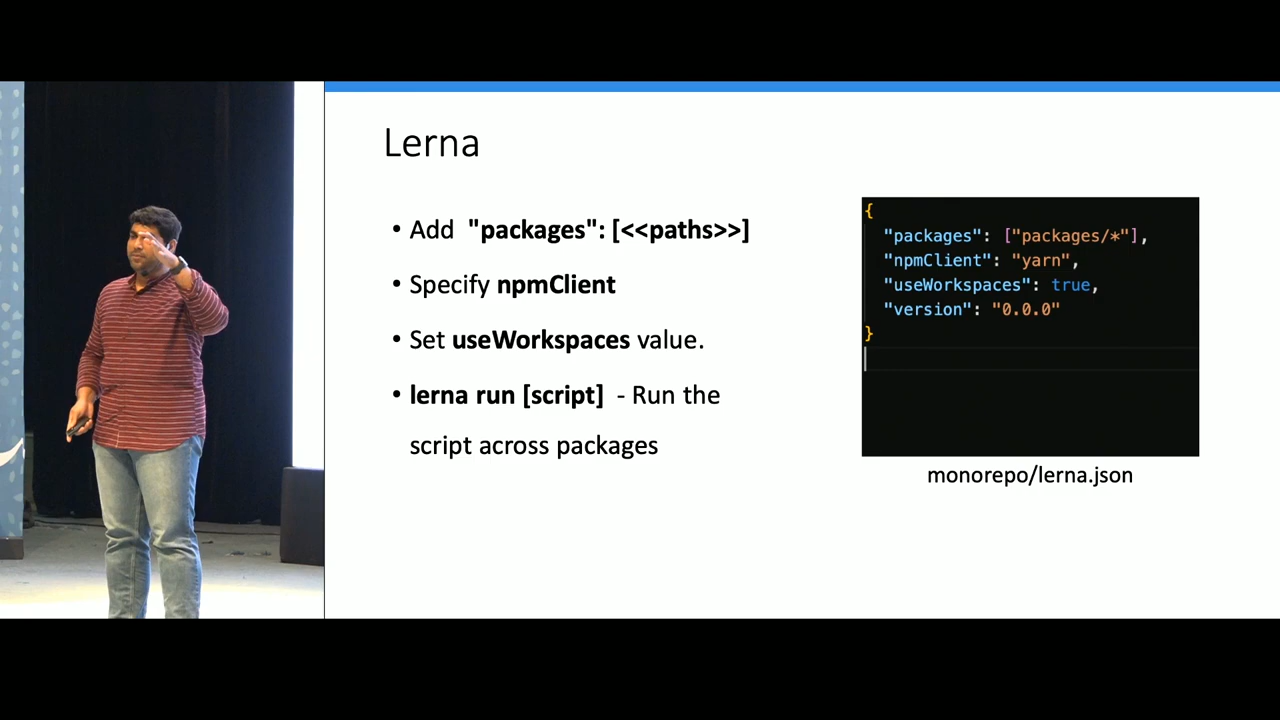 Lerna
• Add "packages": [<<paths>>]
• Specify npmClient
• Set useWorkspaces value.
• lerna run [script] - Run the
script across packages
{
"packages": ["packages/*"],
"npmClient": "yarn",
"useWorkspaces": true,
"version": "0.0.0"
}
monorepo/lerna.json